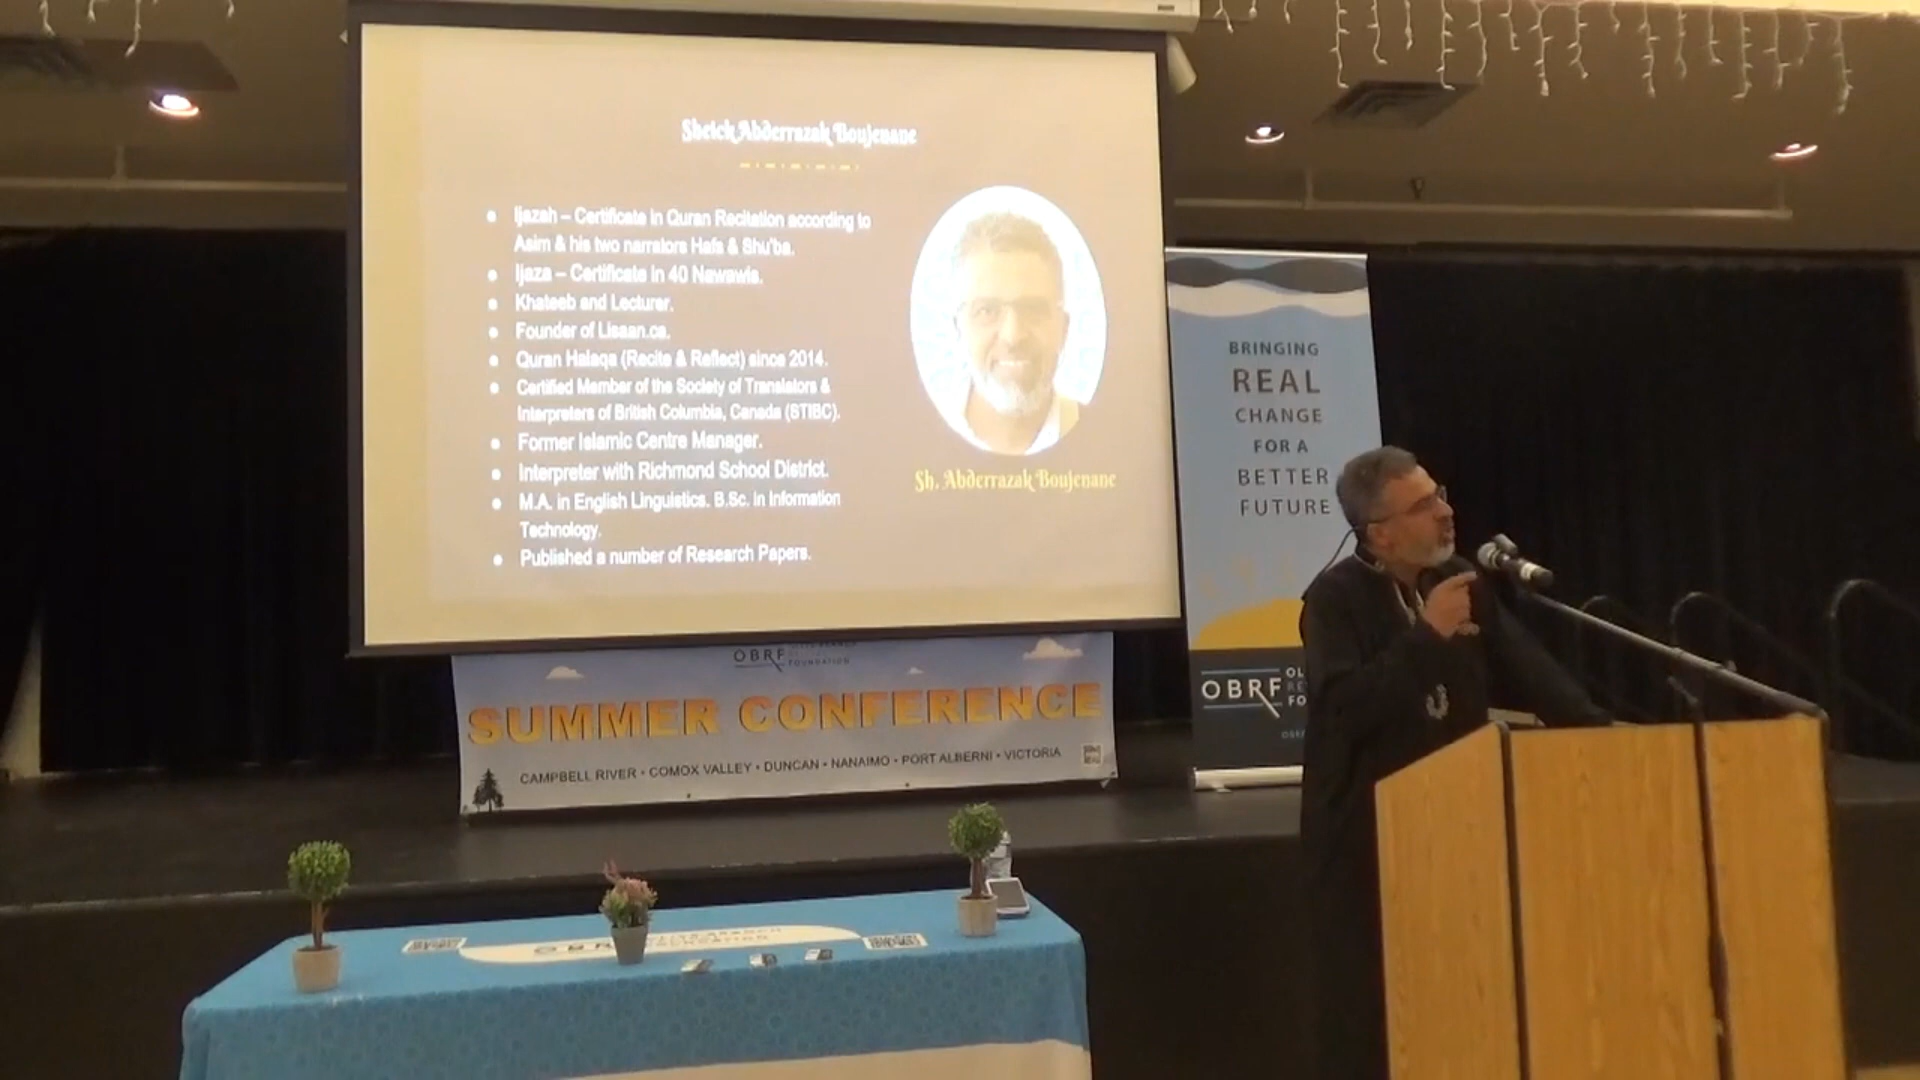 Sheick Abderrazak Boujenane
Ijazah – Certificate in Quran Recitation according to
Asim & his two narrators Hafs & Shu'ba.
Ijaza – Certificate in 40 Nawawis.
Khateeb and Lecturer.
Founder of Lisaan.ca.
Quran Halaqa (Recite & Reflect) since 2014.
Certified Member of the Society of Translators &
Interpreters of British Columbia, Canada (STIBC).
Former Islamic Centre Manager.
Interpreter with Richmond School District.
M.A. in English Linguistics. B.Sc. in Information
Technology.
Published a number of Research Papers.
Sh. Abderrazak Boujenane
BRINGING
REAL
CHANGE
FOR A
BETTER
FUTURE
OBRF
OBRF
FOUNDATION
SUMMER CONFERENCE
CAMPBELL RIVER • COMOX VALLEY • DUNCAN • NANAIMO • PORT ALBERNI • VICTORIA